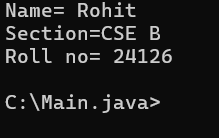 Name= Rohit
Section=CSE B
Roll no= 24126
C:\Main.java>